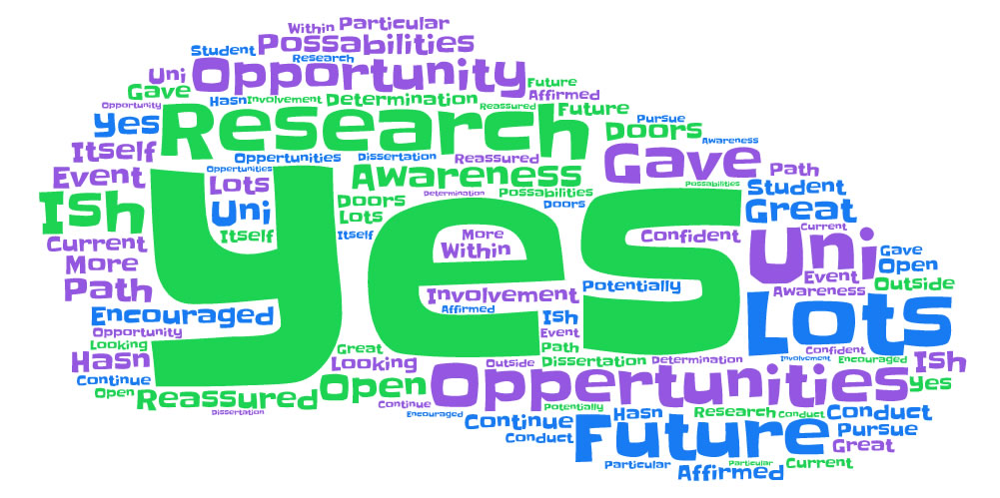 Within Particular
Student Possabilities
Research
Uni Opportunity Future
Gave Hasn Involvement Determination Reassured Affirmed
Opportunity Future
Yes Research Pursue
Doors
Itself Opportunities Dissertation Reassured Gave Awareness
Event Opportunities Lots Awareness Path
Determination Possabilities Possabilities Student
Ish Uni Doors Doors Great
Lots
Current Itself Itself More Confident Current
More Within Uni Gave
Open
Path yes Potentially Event Outside
Involvement Awareness
Encouraged Affirmed Ish Lots
Opportunity Event
Looking Great Path Confident
Hasn Looking Outside Dissertation Determination Involvement Encouraged Ish
Continue Open Oppertunities Yes
Open Reassured Continue
Dissertation Encouraged Continue Potentially Hasn Research Conduct Conduct
Conduct Future Pursue
Great
Particular Affirmed Particular Current